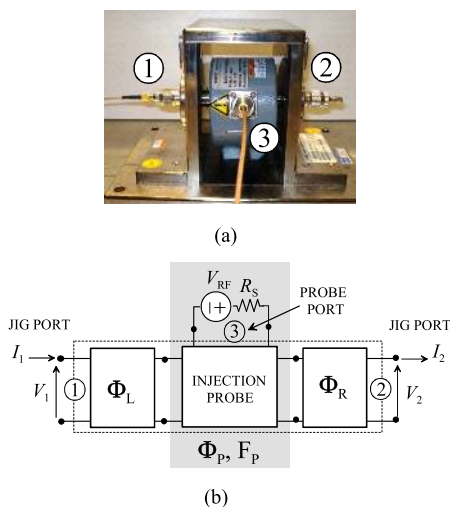 1
2
3
(a)
V_RF
R_S
PROBE
PORT
3
JIG PORT
JIG PORT
I_1
I_2
V_1
1
Φ_L
INJECTION
PROBE
Φ_R
2
V_2
Φ_P, F_P
(b)